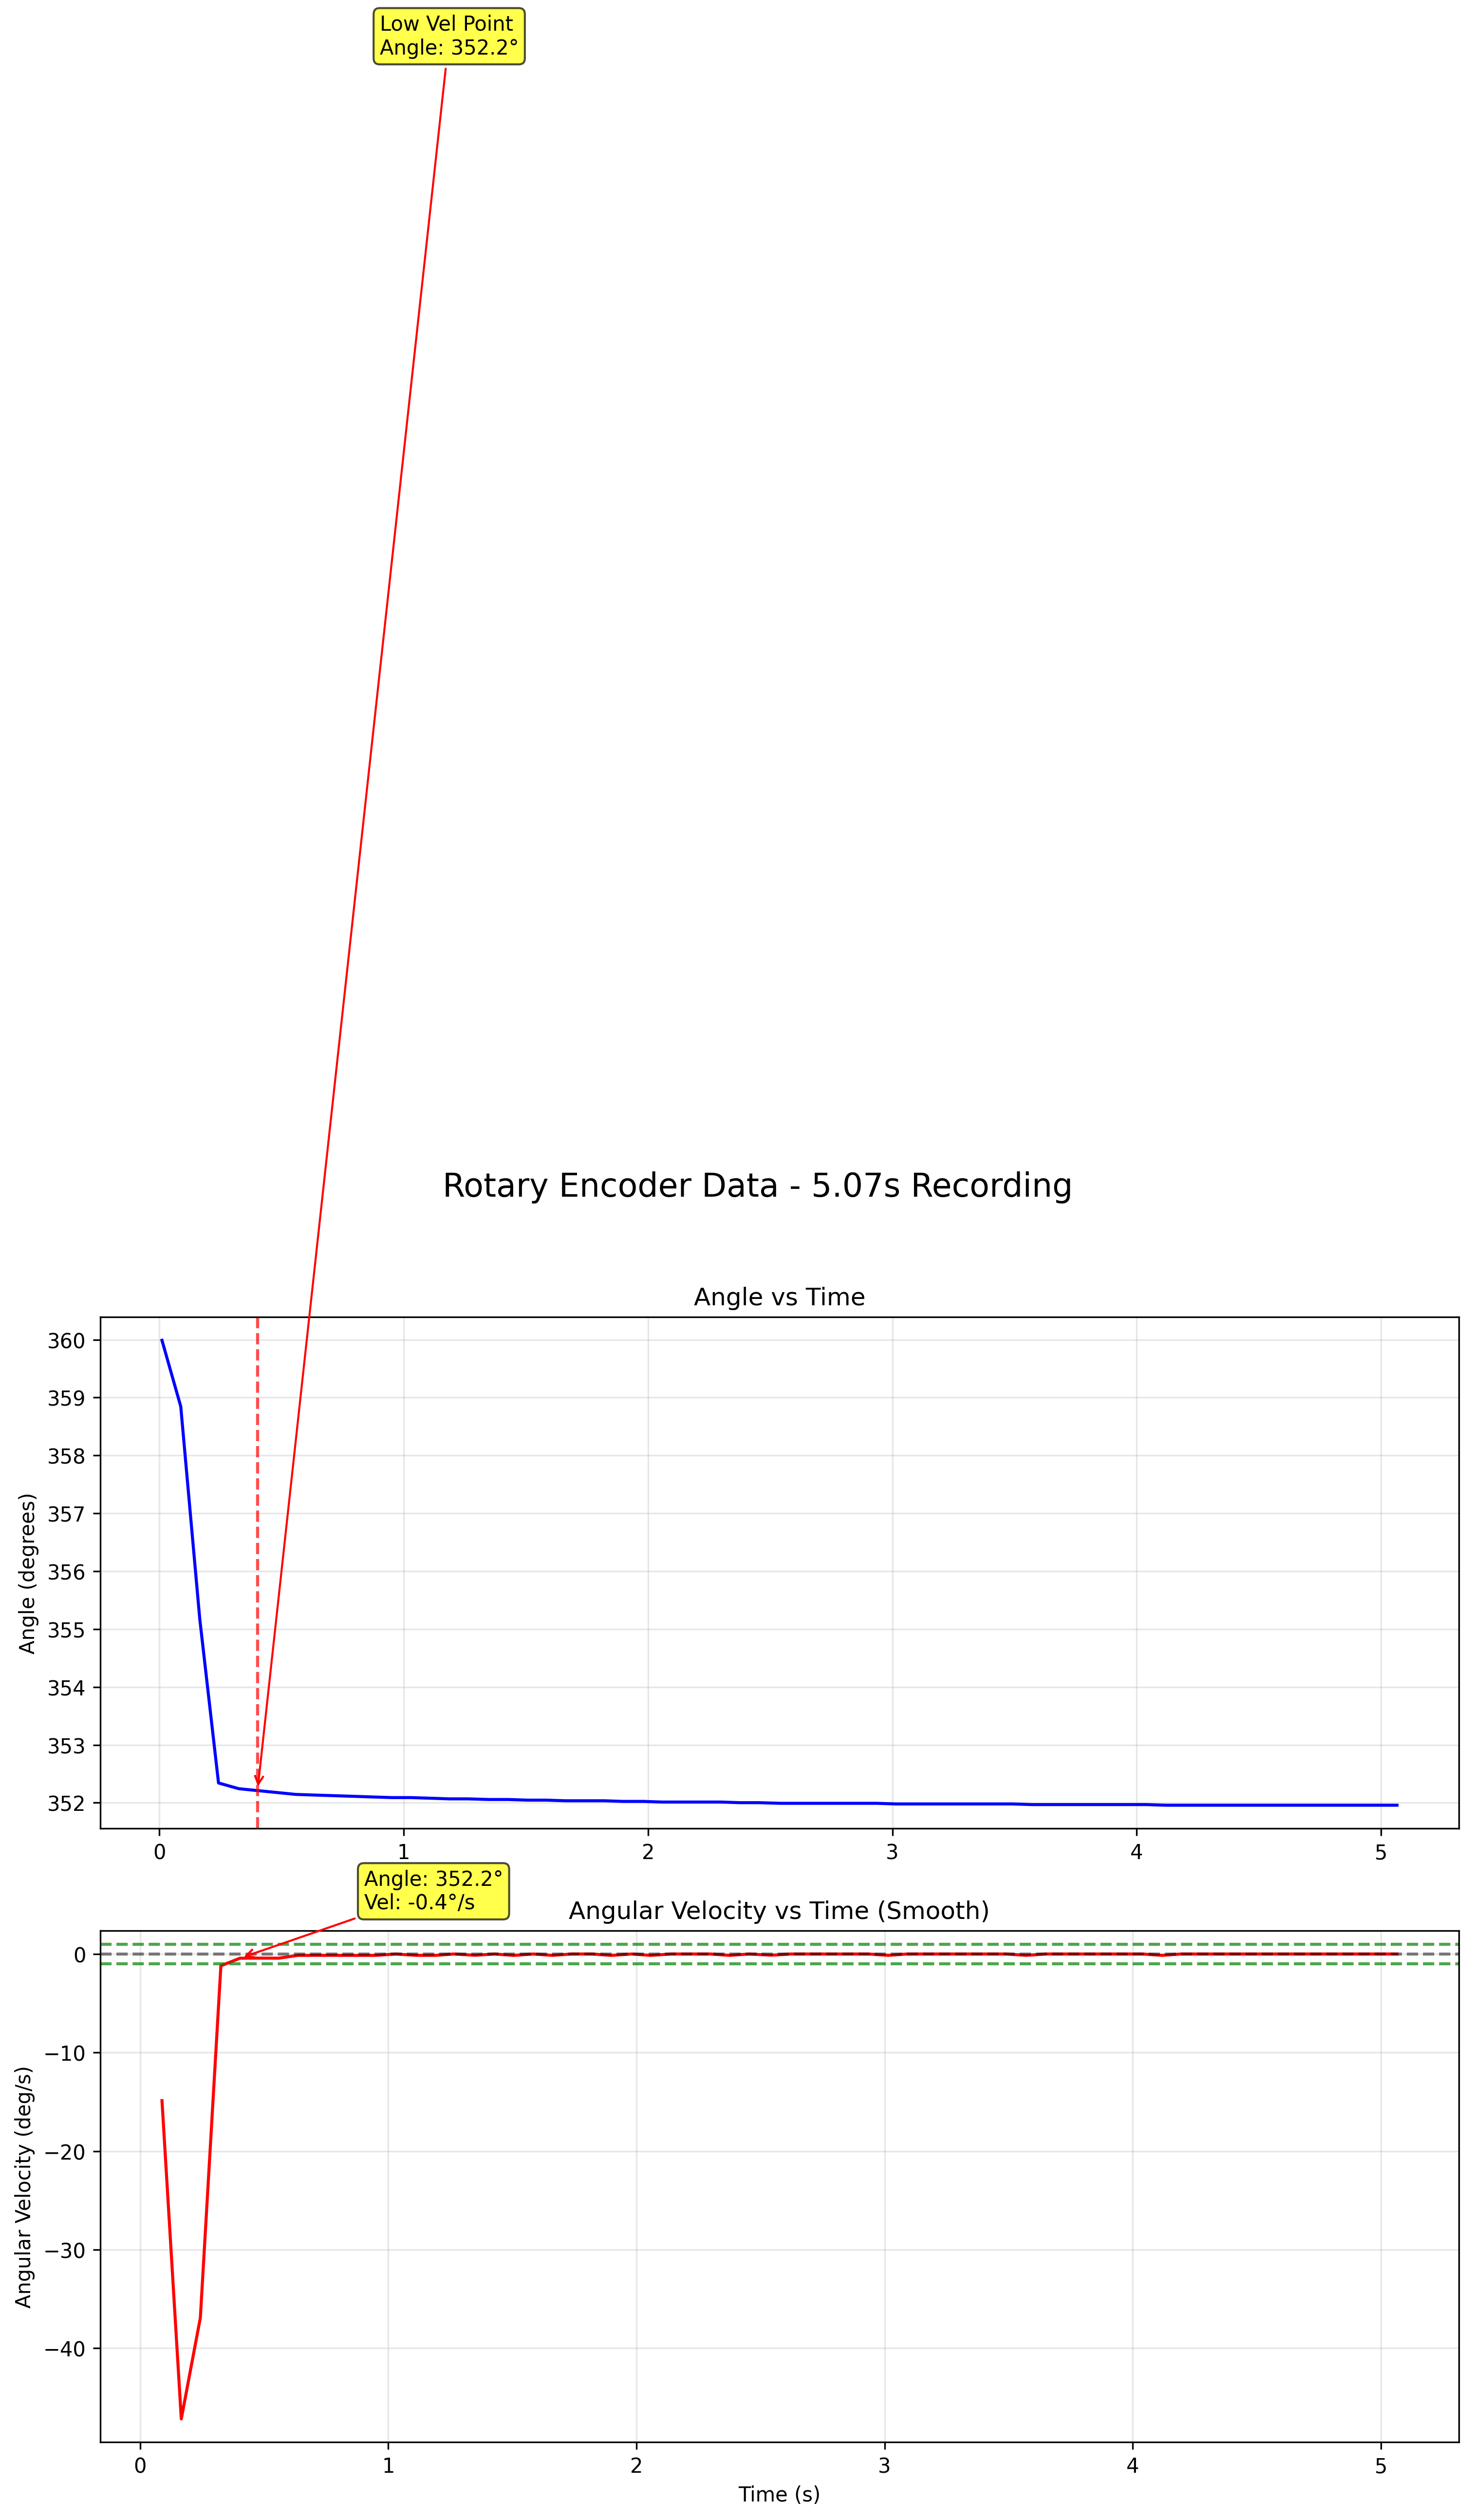 Low Vel Point
Angle: 352.2°
Rotary Encoder Data - 5.07s Recording
Angle vs Time
Angle (degrees)
360
359
358
357
356
355
354
353
352
0 1 2 3 4 5
Angle: 352.2°
Vel: -0.4°/s
Angular Velocity vs Time (Smooth)
Angular Velocity (deg/s)
0
−10
−20
−30
−40
0 1 2 3 4 5
Time (s)